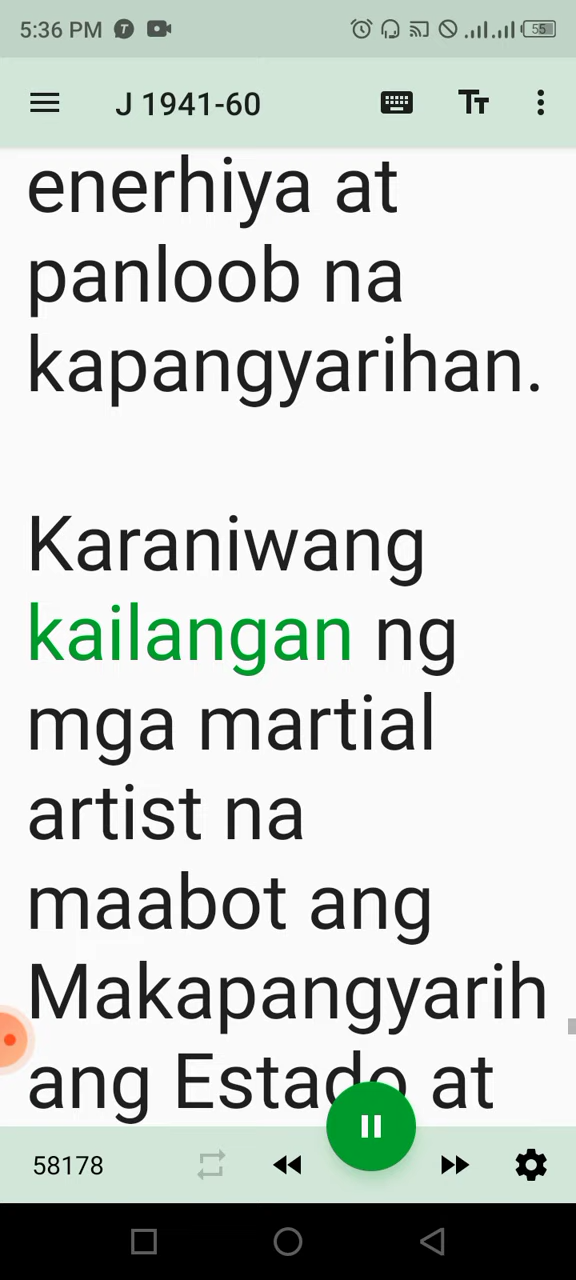 5:36 PM
55
J 1941-60
enerhiya at
panloob na
kapangyarihan.
Karaniwang
kailangan ng
mga martial
artist na
maabot ang
Makapangyarih
ang Estado at
58178